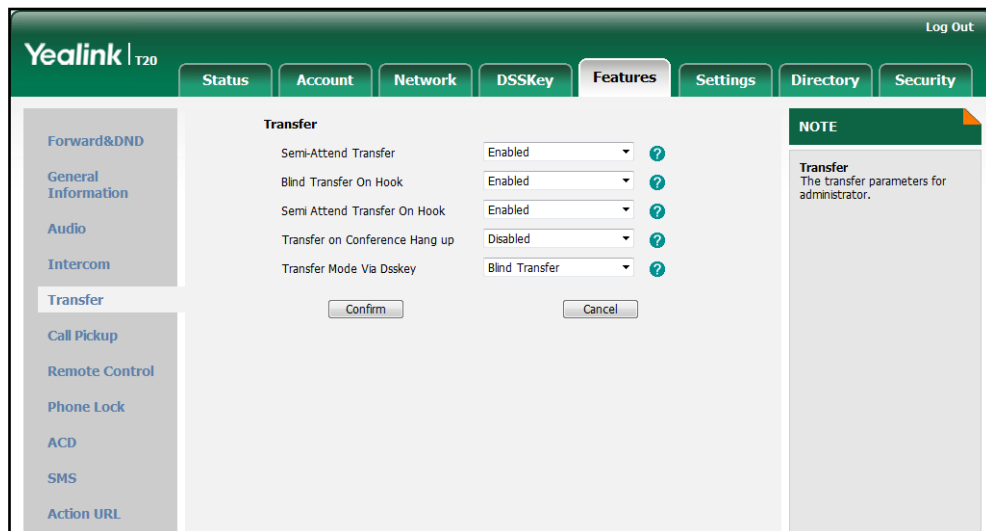 Log Out
Yealink T20
Status Account Network DSSKey Features Settings Directory Security
Forward&DND
General
Information
Audio
Intercom
Transfer
Call Pickup
Remote Control
Phone Lock
ACD
SMS
Action URL
Transfer
Semi-Attend Transfer Enabled ?
Blind Transfer On Hook Enabled ?
Semi Attend Transfer On Hook Enabled ?
Transfer on Conference Hang up Disabled ?
Transfer Mode Via Dsskey Blind Transfer ?
Confirm Cancel
NOTE
Transfer
The transfer parameters for
administrator.